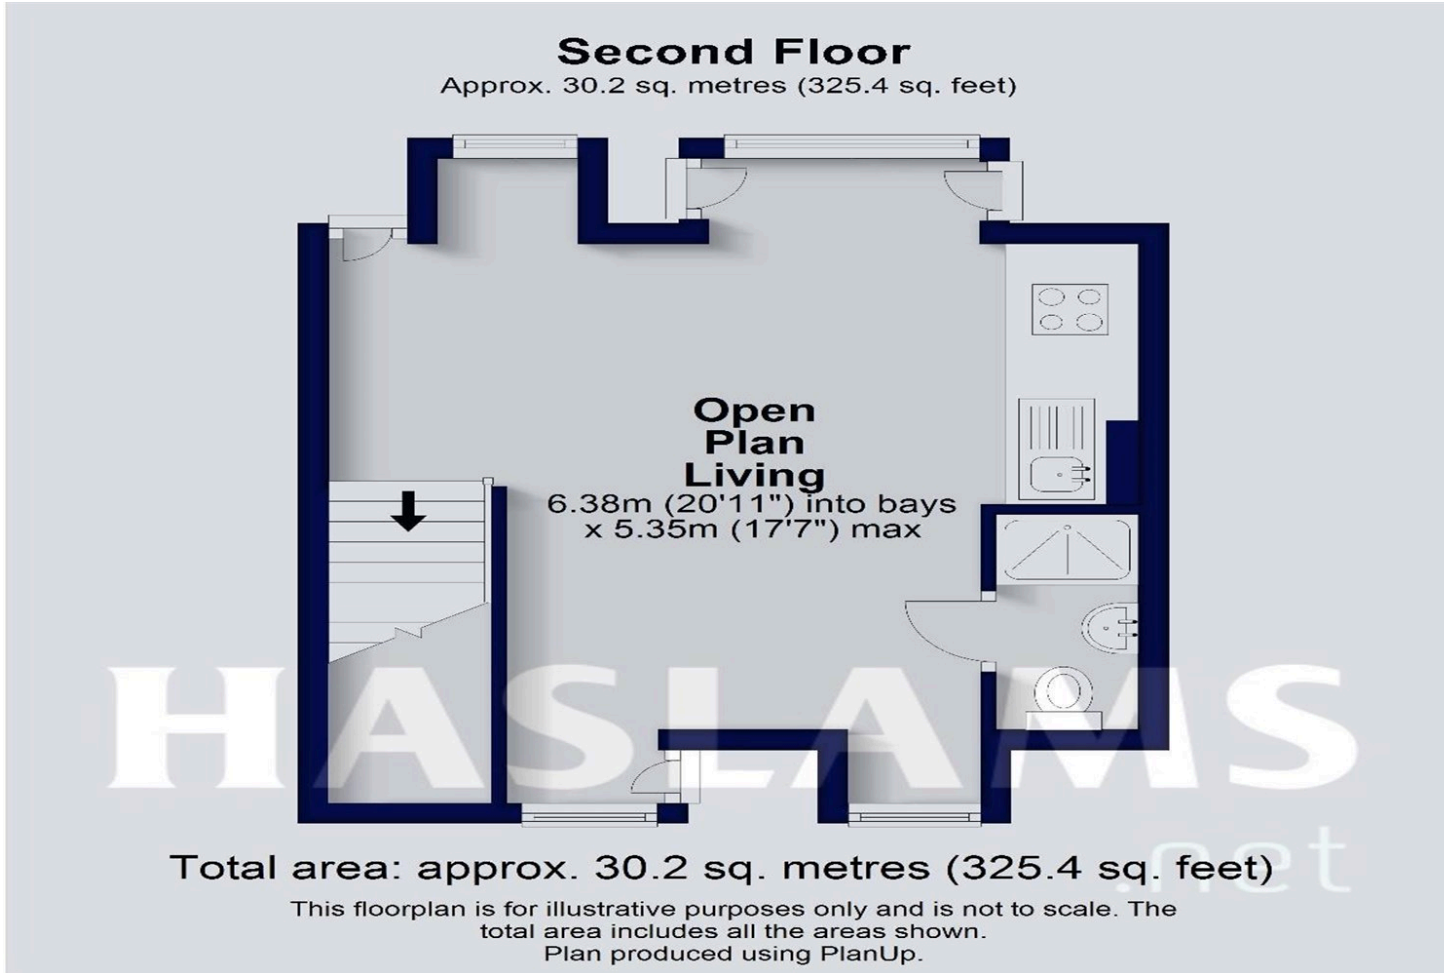 Second Floor
Approx. 30.2 sq. metres (325.4 sq. feet)
Open
Plan
Living
6.38m (20'11") into bays
x 5.35m (17'7") max
HASLAMS
.net
Total area: approx. 30.2 sq. metres (325.4 sq. feet)
This floorplan is for illustrative purposes only and is not to scale. The
total area includes all the areas shown.
Plan produced using PlanUp.